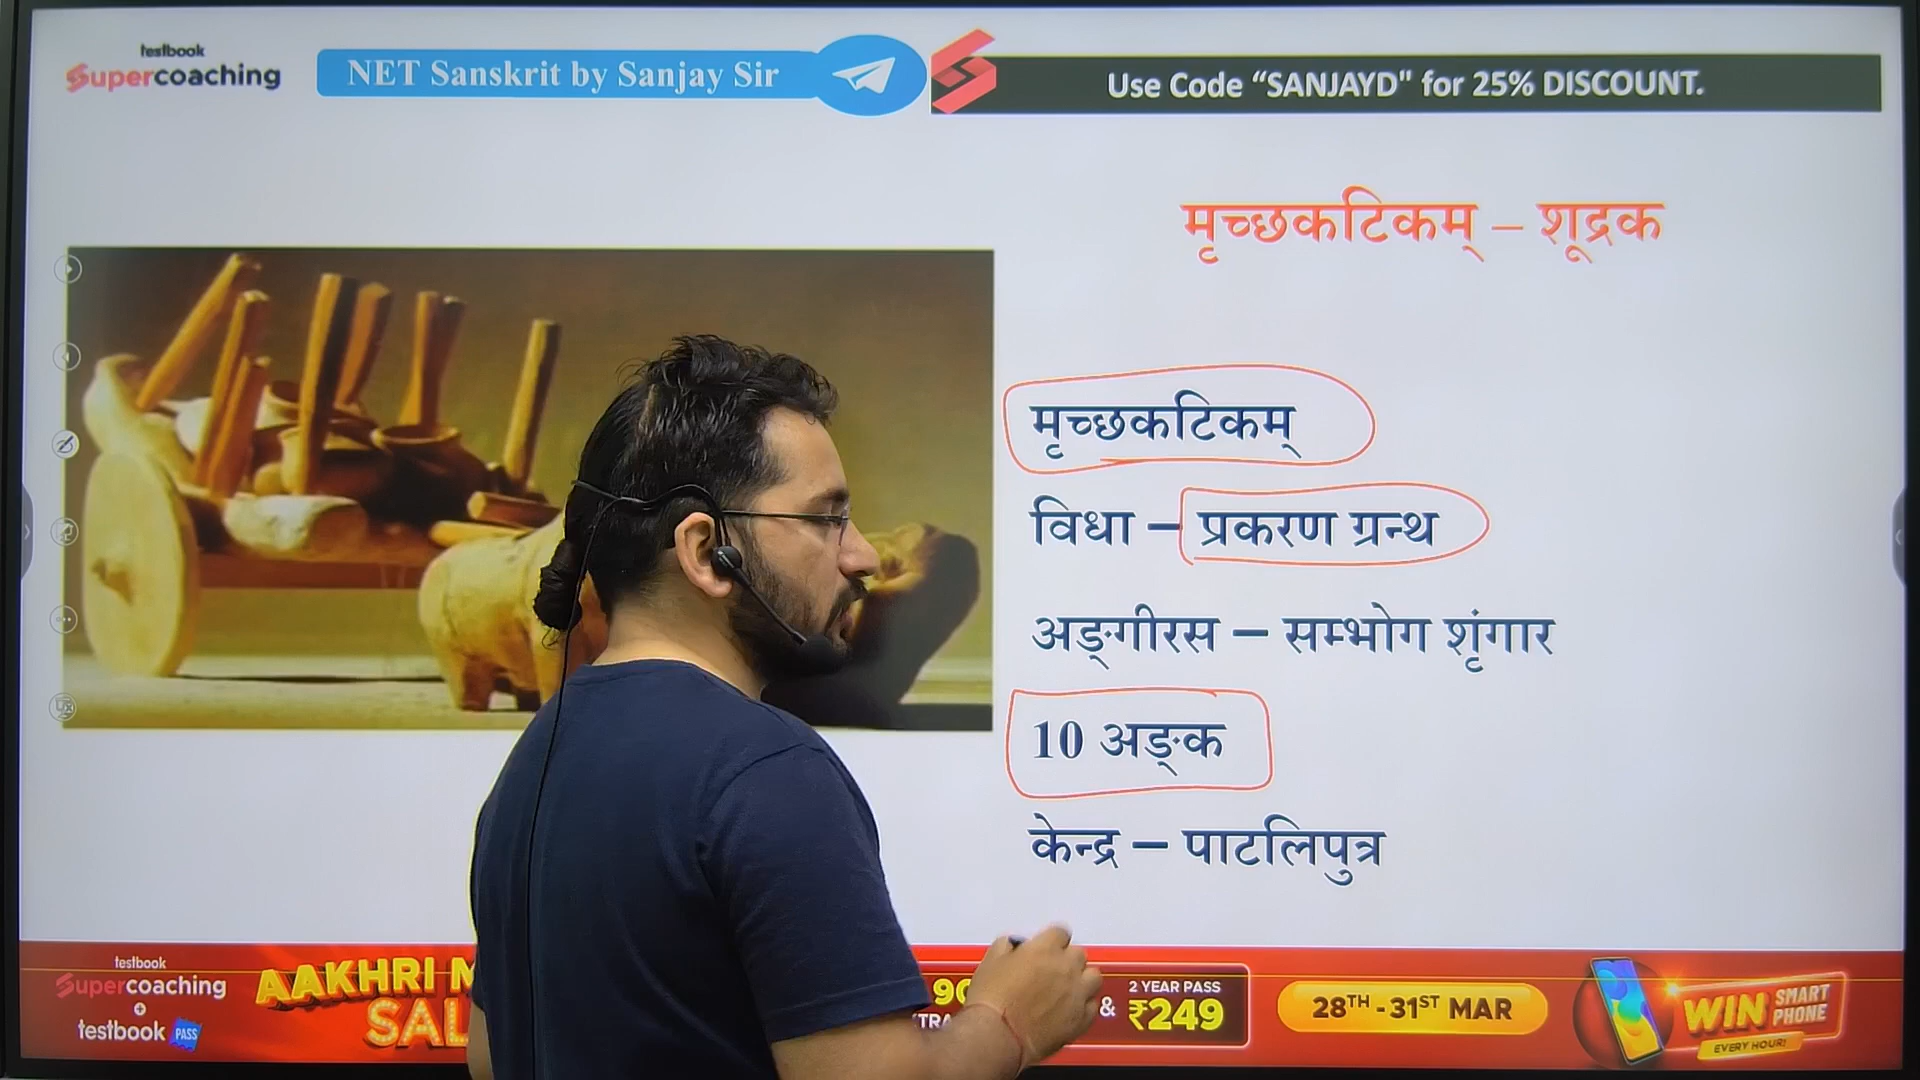 testbook
Supercoaching
NET Sanskrit by Sanjay Sir
Use Code “SANJAYD" for 25% DISCOUNT.
मृच्छकटिकम् – शूद्रक
मृच्छकटिकम्
विधा – प्रकरण ग्रन्थ
अङ्गीरस – सम्भोग शृंगार
10 अङ्क
केन्द्र – पाटलिपुत्र
testbook
Supercoaching
+
testbook PASS
AAKHRI
& 2 YEAR PASS
₹249
28TH - 31ST MAR
WIN SMART PHONE
EVERY HOUR!